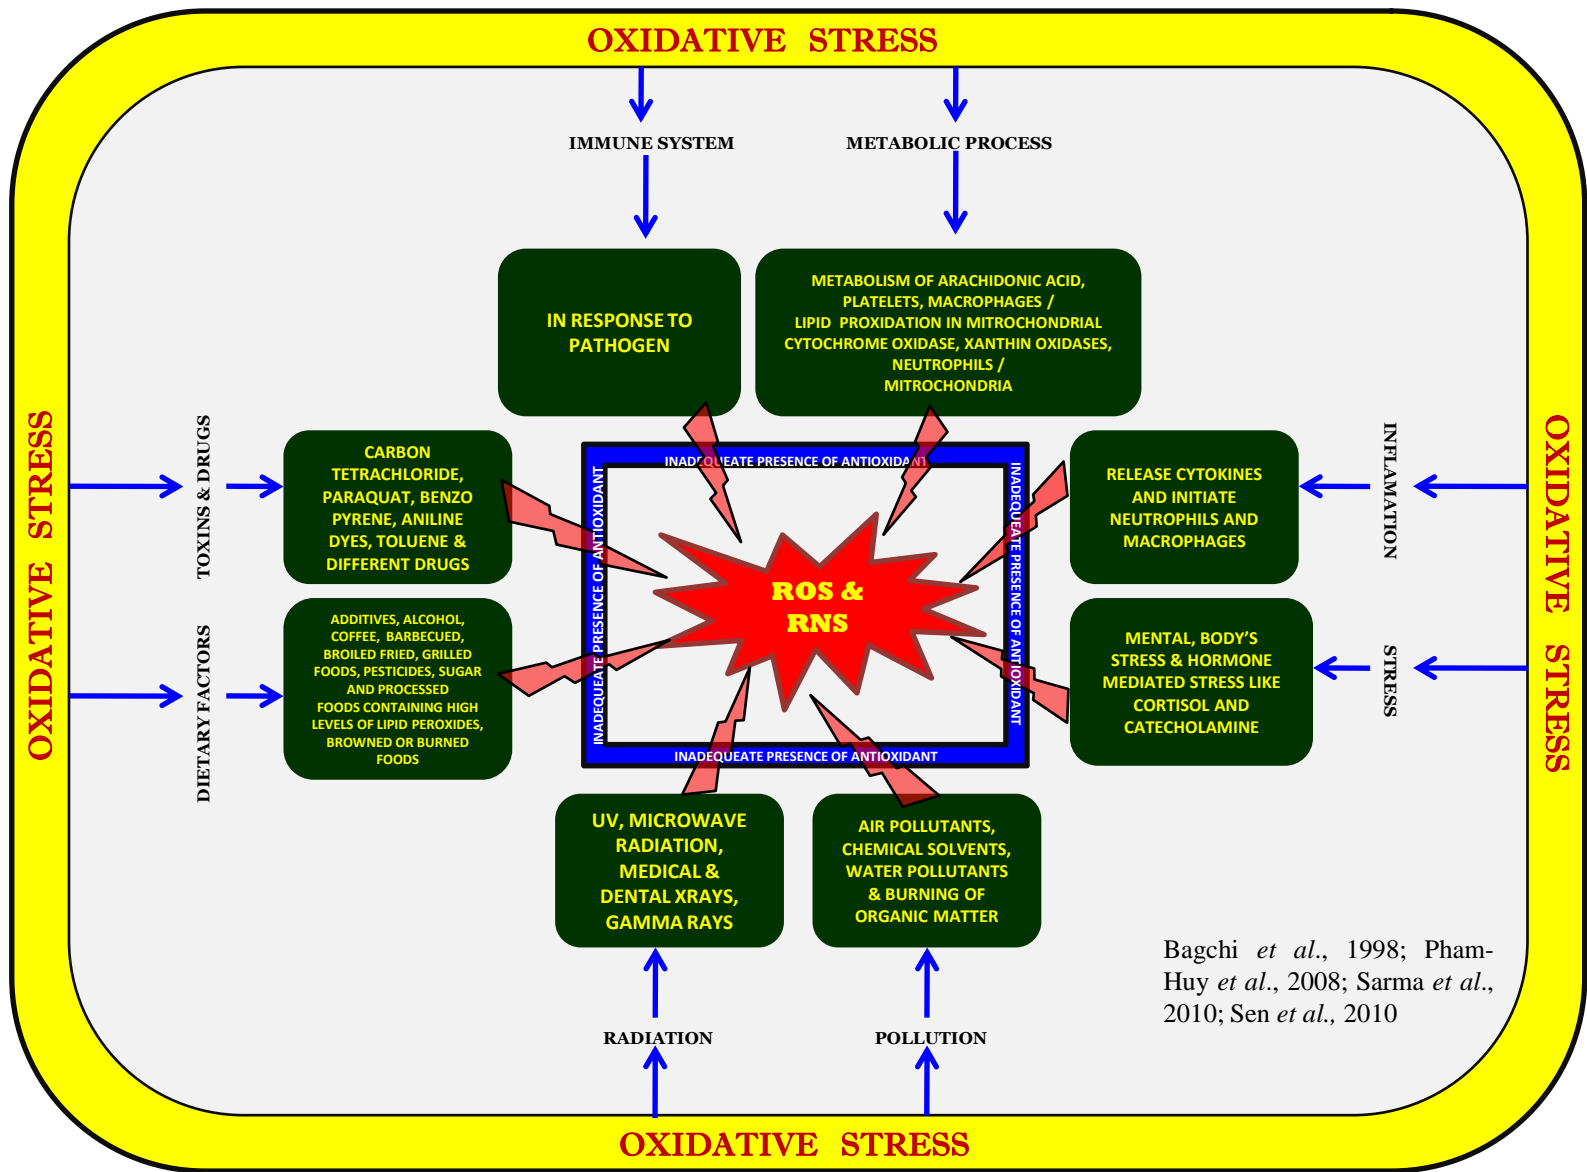 OXIDATIVE STRESS
IMMUNE SYSTEM
METABOLIC PROCESS
IN RESPONSE TO
PATHOGEN
METABOLISM OF ARACHIDONIC ACID,
PLATELETS, MACROPHAGES /
LIPID PROXIDATION IN MITROCHONDRIAL
CYTOCHROME OXIDASE, XANTHIN OXIDASES,
NEUTROPHILS /
MITROCHONDRIA
OXIDATIVE STRESS
TOXINS & DRUGS
CARBON
TETRACHLORIDE,
PARAQUAT, BENZO
PYRENE, ANILINE
DYES, TOLUENE &
DIFFERENT DRUGS
DIETARY FACTORS
ADDITIVES, ALCOHOL,
COFFEE, BARBECUED,
BROILED FRIED, GRILLED
FOODS, PESTICIDES, SUGAR
AND PROCESSED
FOODS CONTAINING HIGH
LEVELS OF LIPID PEROXIDES,
BROWNED OR BURNED
FOODS
INADEQUEATE PRESENCE OF ANTIOXIDANT
INADEQUEATE PRESENCE OF ANTIOXIDANT
ROS &
RNS
INADEQUEATE PRESENCE OF ANTIOXIDANT
INADEQUEATE PRESENCE OF ANTIOXIDANT
RELEASE CYTOKINES
AND INITIATE
NEUTROPHILS AND
MACROPHAGES
INFLAMATION
MENTAL, BODY'S
STRESS & HORMONE
MEDIATED STRESS LIKE
CORTISOL AND
CATECHOLAMINE
STRESS
OXIDATIVE STRESS
UV, MICROWAVE
RADIATION,
MEDICAL &
DENTAL XRAYS,
GAMMA RAYS
AIR POLLUTANTS,
CHEMICAL SOLVENTS,
WATER POLLUTANTS
& BURNING OF
ORGANIC MATTER
RADIATION
POLLUTION
Bagchi et al., 1998; Pham-
Huy et al., 2008; Sarma et al.,
2010; Sen et al., 2010
OXIDATIVE STRESS